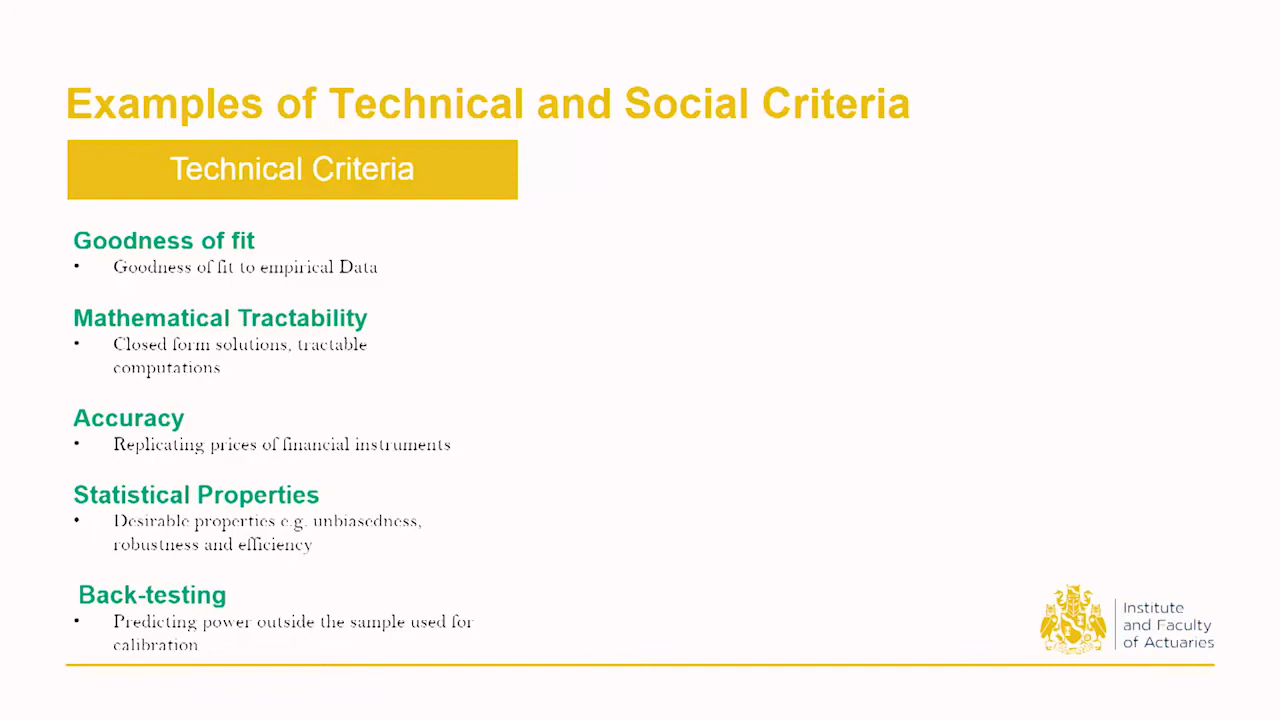 Examples of Technical and Social Criteria
Technical Criteria
Goodness of fit
• Goodness of fit to empirical Data
Mathematical Tractability
• Closed form solutions, tractable
computations
Accuracy
• Replicating prices of financial instruments
Statistical Properties
• Desirable properties e.g. unbiasedness,
robustness and efficiency
Back-testing
• Predicting power outside the sample used for
calibration
Institute
and Faculty
of Actuaries